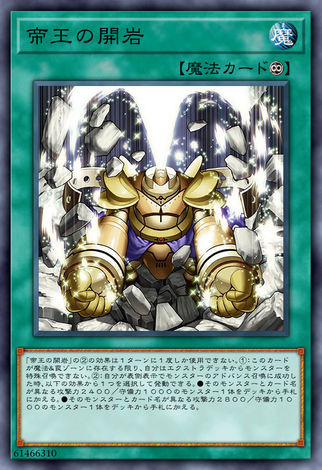 帝王の開岩
魔
【魔法カード♾】
「帝王の開岩」の②の効果は1ターンに1度しか使用できない。①:このカード
が魔法&罠ゾーンに存在する限り、自分はエクストラデッキからモンスターを
特殊召喚できない。②:自分が表側表示でモンスターのアドバンス召喚に成功し
た時、以下の効果から1つを選択して発動できる。●そのモンスターとカード名
が異なる攻撃力2400/守備力1000のモンスター1体をデッキから手札
に加える。●そのモンスターとカード名が異なる攻撃力2800/守備力10
00のモンスター1体をデッキから手札に加える。
61466310